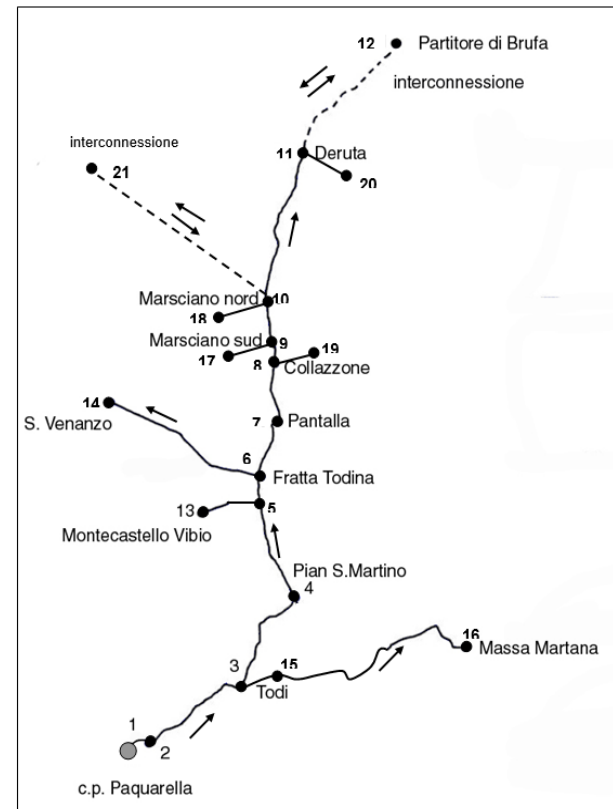 12
Partitore di Brufa
interconnessione
interconnessione
21
11
Deruta
20
Marsciano nord
10
18
Marsciano sud
9
19
17
8
Collazzone
14
S. Venanzo
7
Pantalla
6
Fratta Todina
13
5
Montecastello Vibio
Pian S.Martino
4
3
15
16
Massa Martana
Todi
1
2
c.p. Paquarella